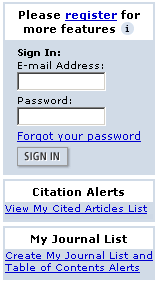 Please register for
more features i
Sign In:
E-mail Address:
Password:
Forgot your password
SIGN IN
Citation Alerts
View My Cited Articles List
My Journal List
Create My Journal List and
Table of Contents Alerts